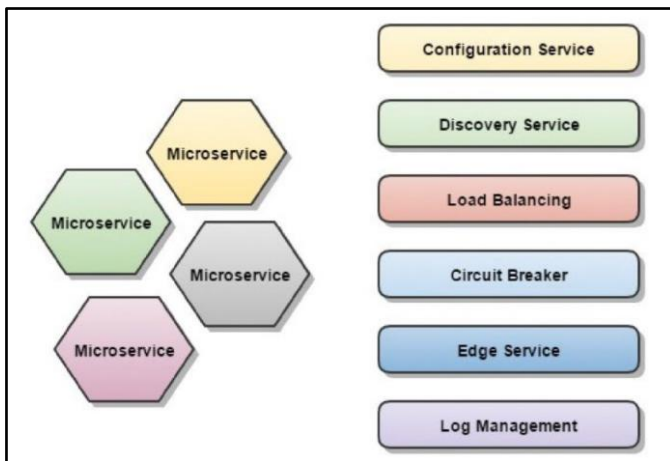 Microservice
Microservice
Microservice
Microservice
Configuration Service
Discovery Service
Load Balancing
Circuit Breaker
Edge Service
Log Management